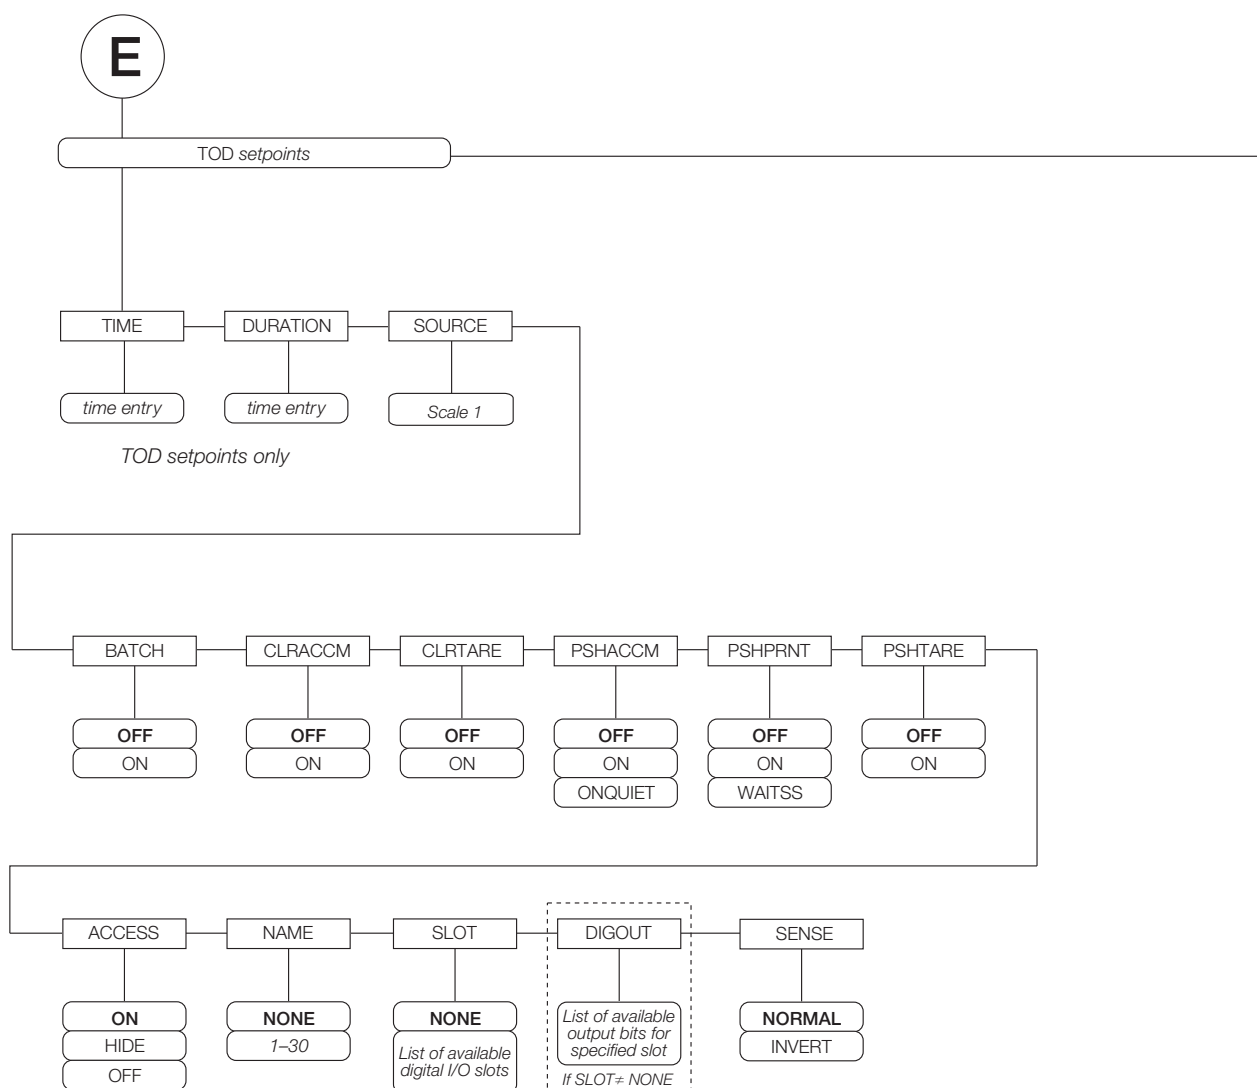 E
TOD setpoints
TIME
DURATION
SOURCE
time entry
time entry
Scale 1
TOD setpoints only
BATCH
CLRACCM
CLRTARE
PSHACCM
PSHPRNT
PSHTARE
OFF
OFF
OFF
OFF
OFF
OFF
ON
ON
ON
ON
ON
ON
ONQUIET
WAITSS
ACCESS
NAME
SLOT
DIGOUT
SENSE
ON
HIDE
OFF
NONE
1–30
NONE
List of available
digital I/O slots
List of available
output bits for
specified slot
If SLOT≠ NONE
NORMAL
INVERT